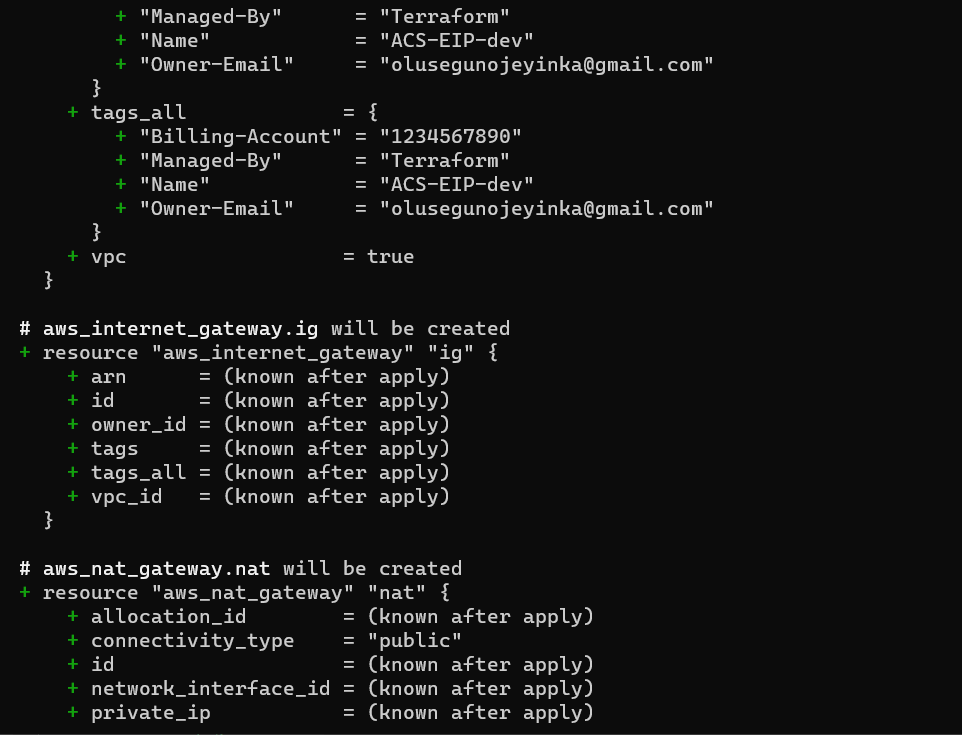 + "Managed-By"      = "Terraform"
+ "Name"            = "ACS-EIP-dev"
+ "Owner-Email"     = "olusegunojeyinka@gmail.com"
}
+ tags_all             = {
+ "Billing-Account" = "1234567890"
+ "Managed-By"      = "Terraform"
+ "Name"            = "ACS-EIP-dev"
+ "Owner-Email"     = "olusegunojeyinka@gmail.com"
}
+ vpc                  = true
}
# aws_internet_gateway.ig will be created
+ resource "aws_internet_gateway" "ig" {
+ arn      = (known after apply)
+ id       = (known after apply)
+ owner_id = (known after apply)
+ tags     = (known after apply)
+ tags_all = (known after apply)
+ vpc_id   = (known after apply)
}
# aws_nat_gateway.nat will be created
+ resource "aws_nat_gateway" "nat" {
+ allocation_id        = (known after apply)
+ connectivity_type    = "public"
+ id                   = (known after apply)
+ network_interface_id = (known after apply)
+ private_ip           = (known after apply)